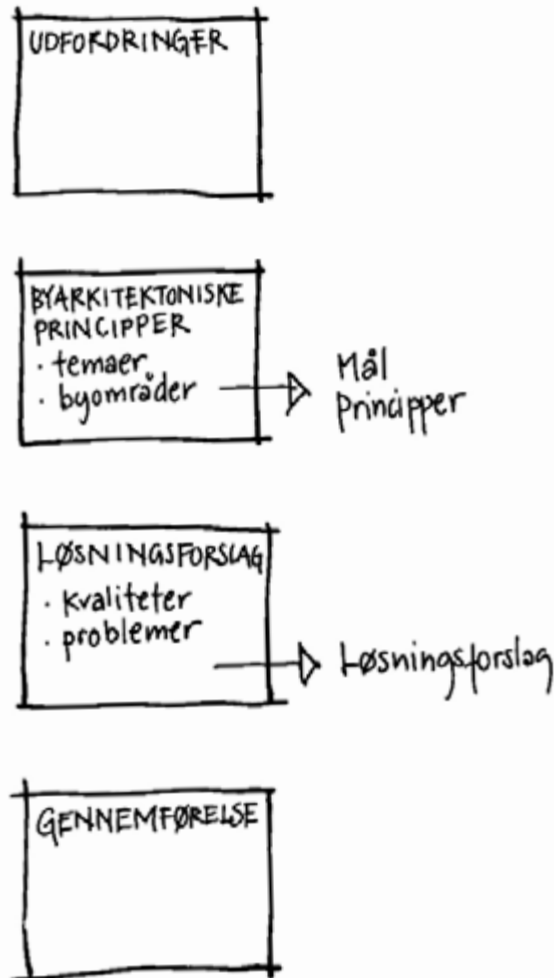 UDFORDRINGER
BYARKITEKTONISKE
PRINCIPPER
· temaer
· byområder
Mål
Principper
LØSNINGSFORSLAG
· kvaliteter
· problemer
Løsningsforslag
GENNEMFØRELSE